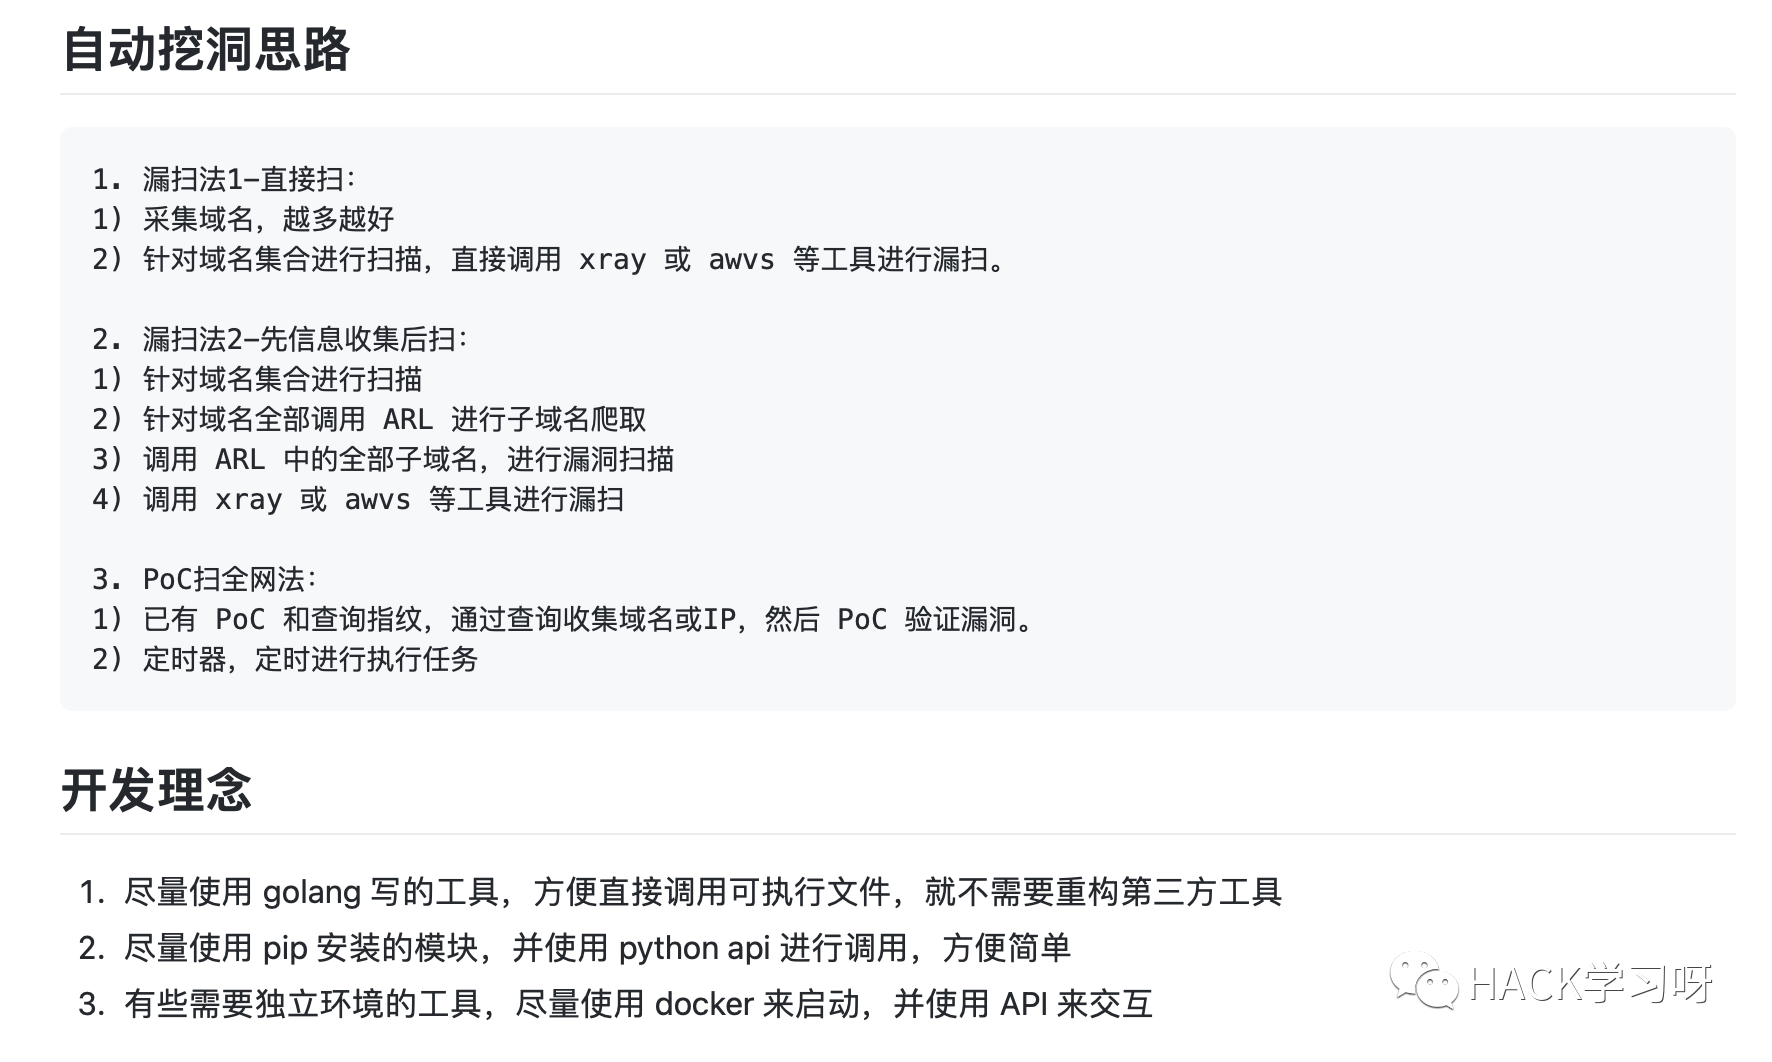 自动挖洞思路
1. 漏扫法1-直接扫：
1) 采集域名，越多越好
2) 针对域名集合进行扫描，直接调用 xray 或 awvs 等工具进行漏扫。
2. 漏扫法2-先信息收集后扫：
1) 针对域名集合进行扫描
2) 针对域名全部调用 ARL 进行子域名爬取
3) 调用 ARL 中的全部子域名，进行漏洞扫描
4) 调用 xray 或 awvs 等工具进行漏扫
3. PoC扫全网法：
1) 已有 PoC 和查询指纹，通过查询收集域名或IP，然后 PoC 验证漏洞。
2) 定时器，定时进行执行任务
开发理念
1. 尽量使用 golang 写的工具，方便直接调用可执行文件，就不需要重构第三方工具
2. 尽量使用 pip 安装的模块，并使用 python api 进行调用，方便简单
3. 有些需要独立环境的工具，尽量使用 docker 来启动，并使用 API 来交互
HACK学习呀